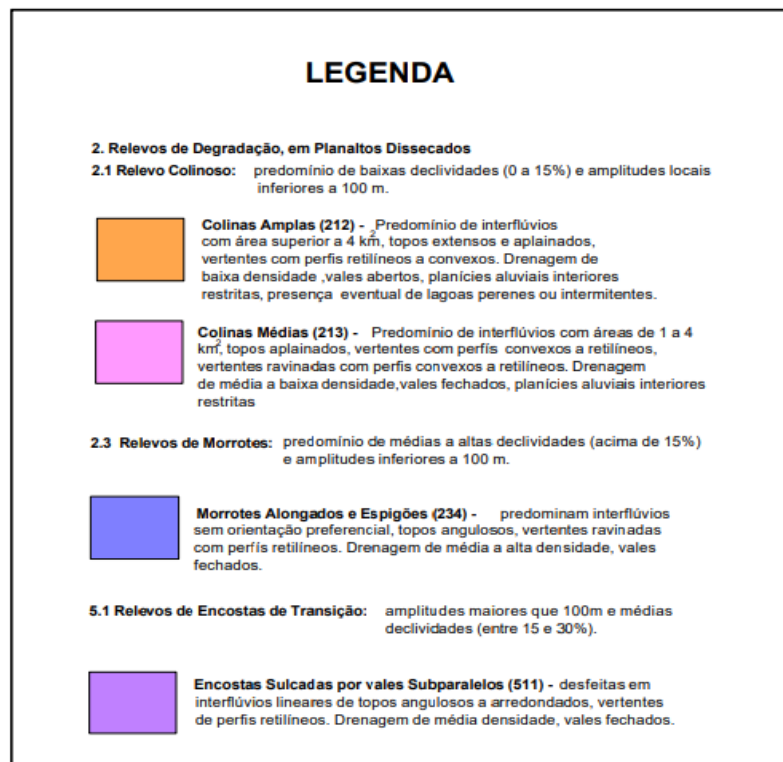 LEGENDA
2. Relevos de Degradação, em Planaltos Dissecados
2.1 Relevo Colinoso: predomínio de baixas declividades (0 a 15%) e amplitudes locais
inferiores a 100 m.
Colinas Amplas (212) - Predomínio de interflúvios
com área superior a 4 km², topos extensos e aplainados,
vertentes com perfis retilíneos a convexos. Drenagem de
baixa densidade ,vales abertos, planícies aluviais interiores
restritas, presença eventual de lagoas perenes ou intermitentes.
Colinas Médias (213) - Predomínio de interflúvios com áreas de 1 a 4
km², topos aplainados, vertentes com perfís convexos a retilíneos,
vertentes ravinadas com perfis convexos a retilíneos. Drenagem
de média a baixa densidade,vales fechados, planícies aluviais interiores
restritas
2.3 Relevos de Morrotes: predomínio de médias a altas declividades (acima de 15%)
e amplitudes inferiores a 100 m.
Morrotes Alongados e Espigões (234) - predominam interflúvios
sem orientação preferencial, topos angulosos, vertentes ravinadas
com perfís retilíneos. Drenagem de média a alta densidade, vales
fechados.
5.1 Relevos de Encostas de Transição: amplitudes maiores que 100m e médias
declividades (entre 15 e 30%).
Encostas Sulcadas por vales Subparalelos (511) - desfeitas em
interflúvios lineares de topos angulosos a arredondados, vertentes
de perfis retilíneos. Drenagem de média densidade, vales fechados.